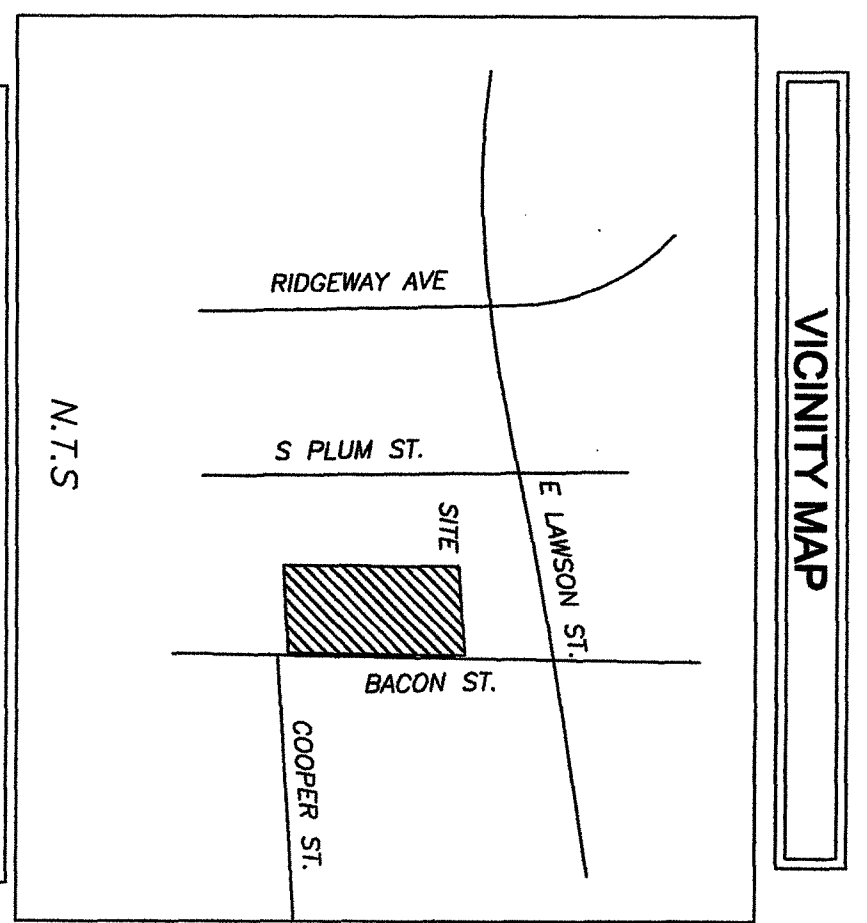 VICINITY MAP
RIDGEWAY AVE
S PLUM ST.
E LAWSON ST.
SITE
BACON ST.
COOPER ST.
N.T.S